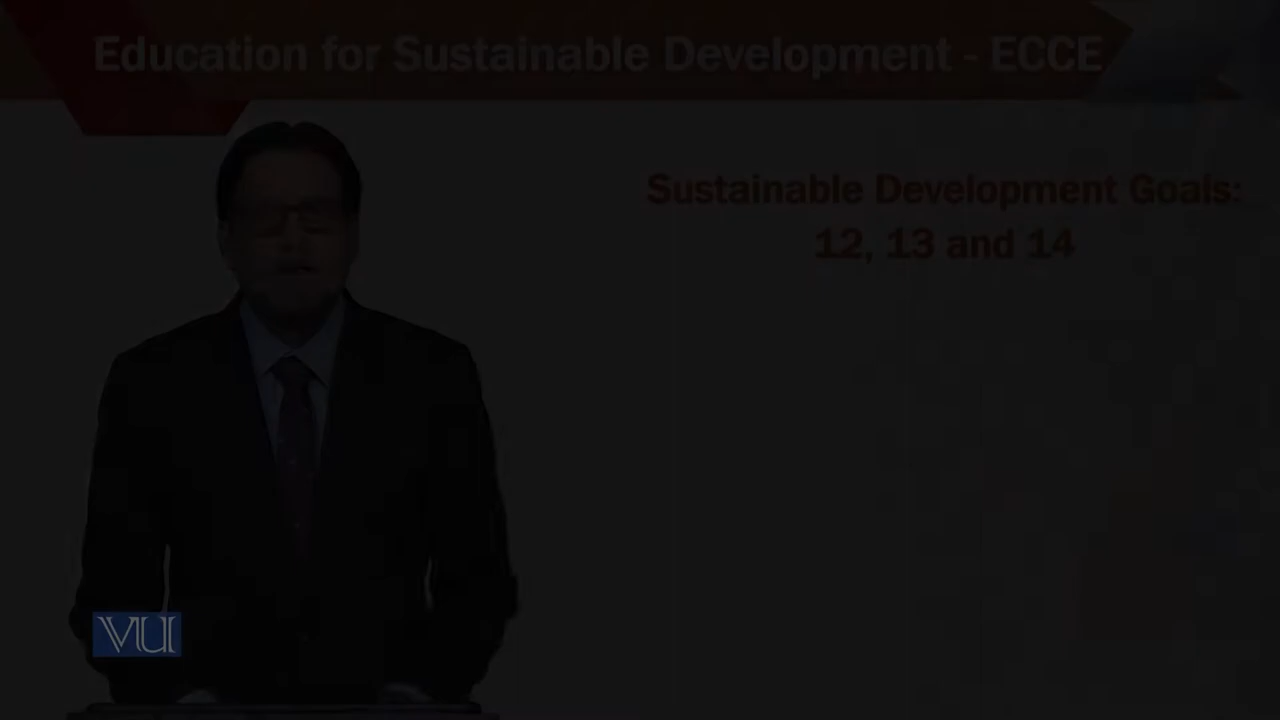 Education for Sustainable Development - ECCE
Sustainable Development Goals:
12, 13 and 14
VU